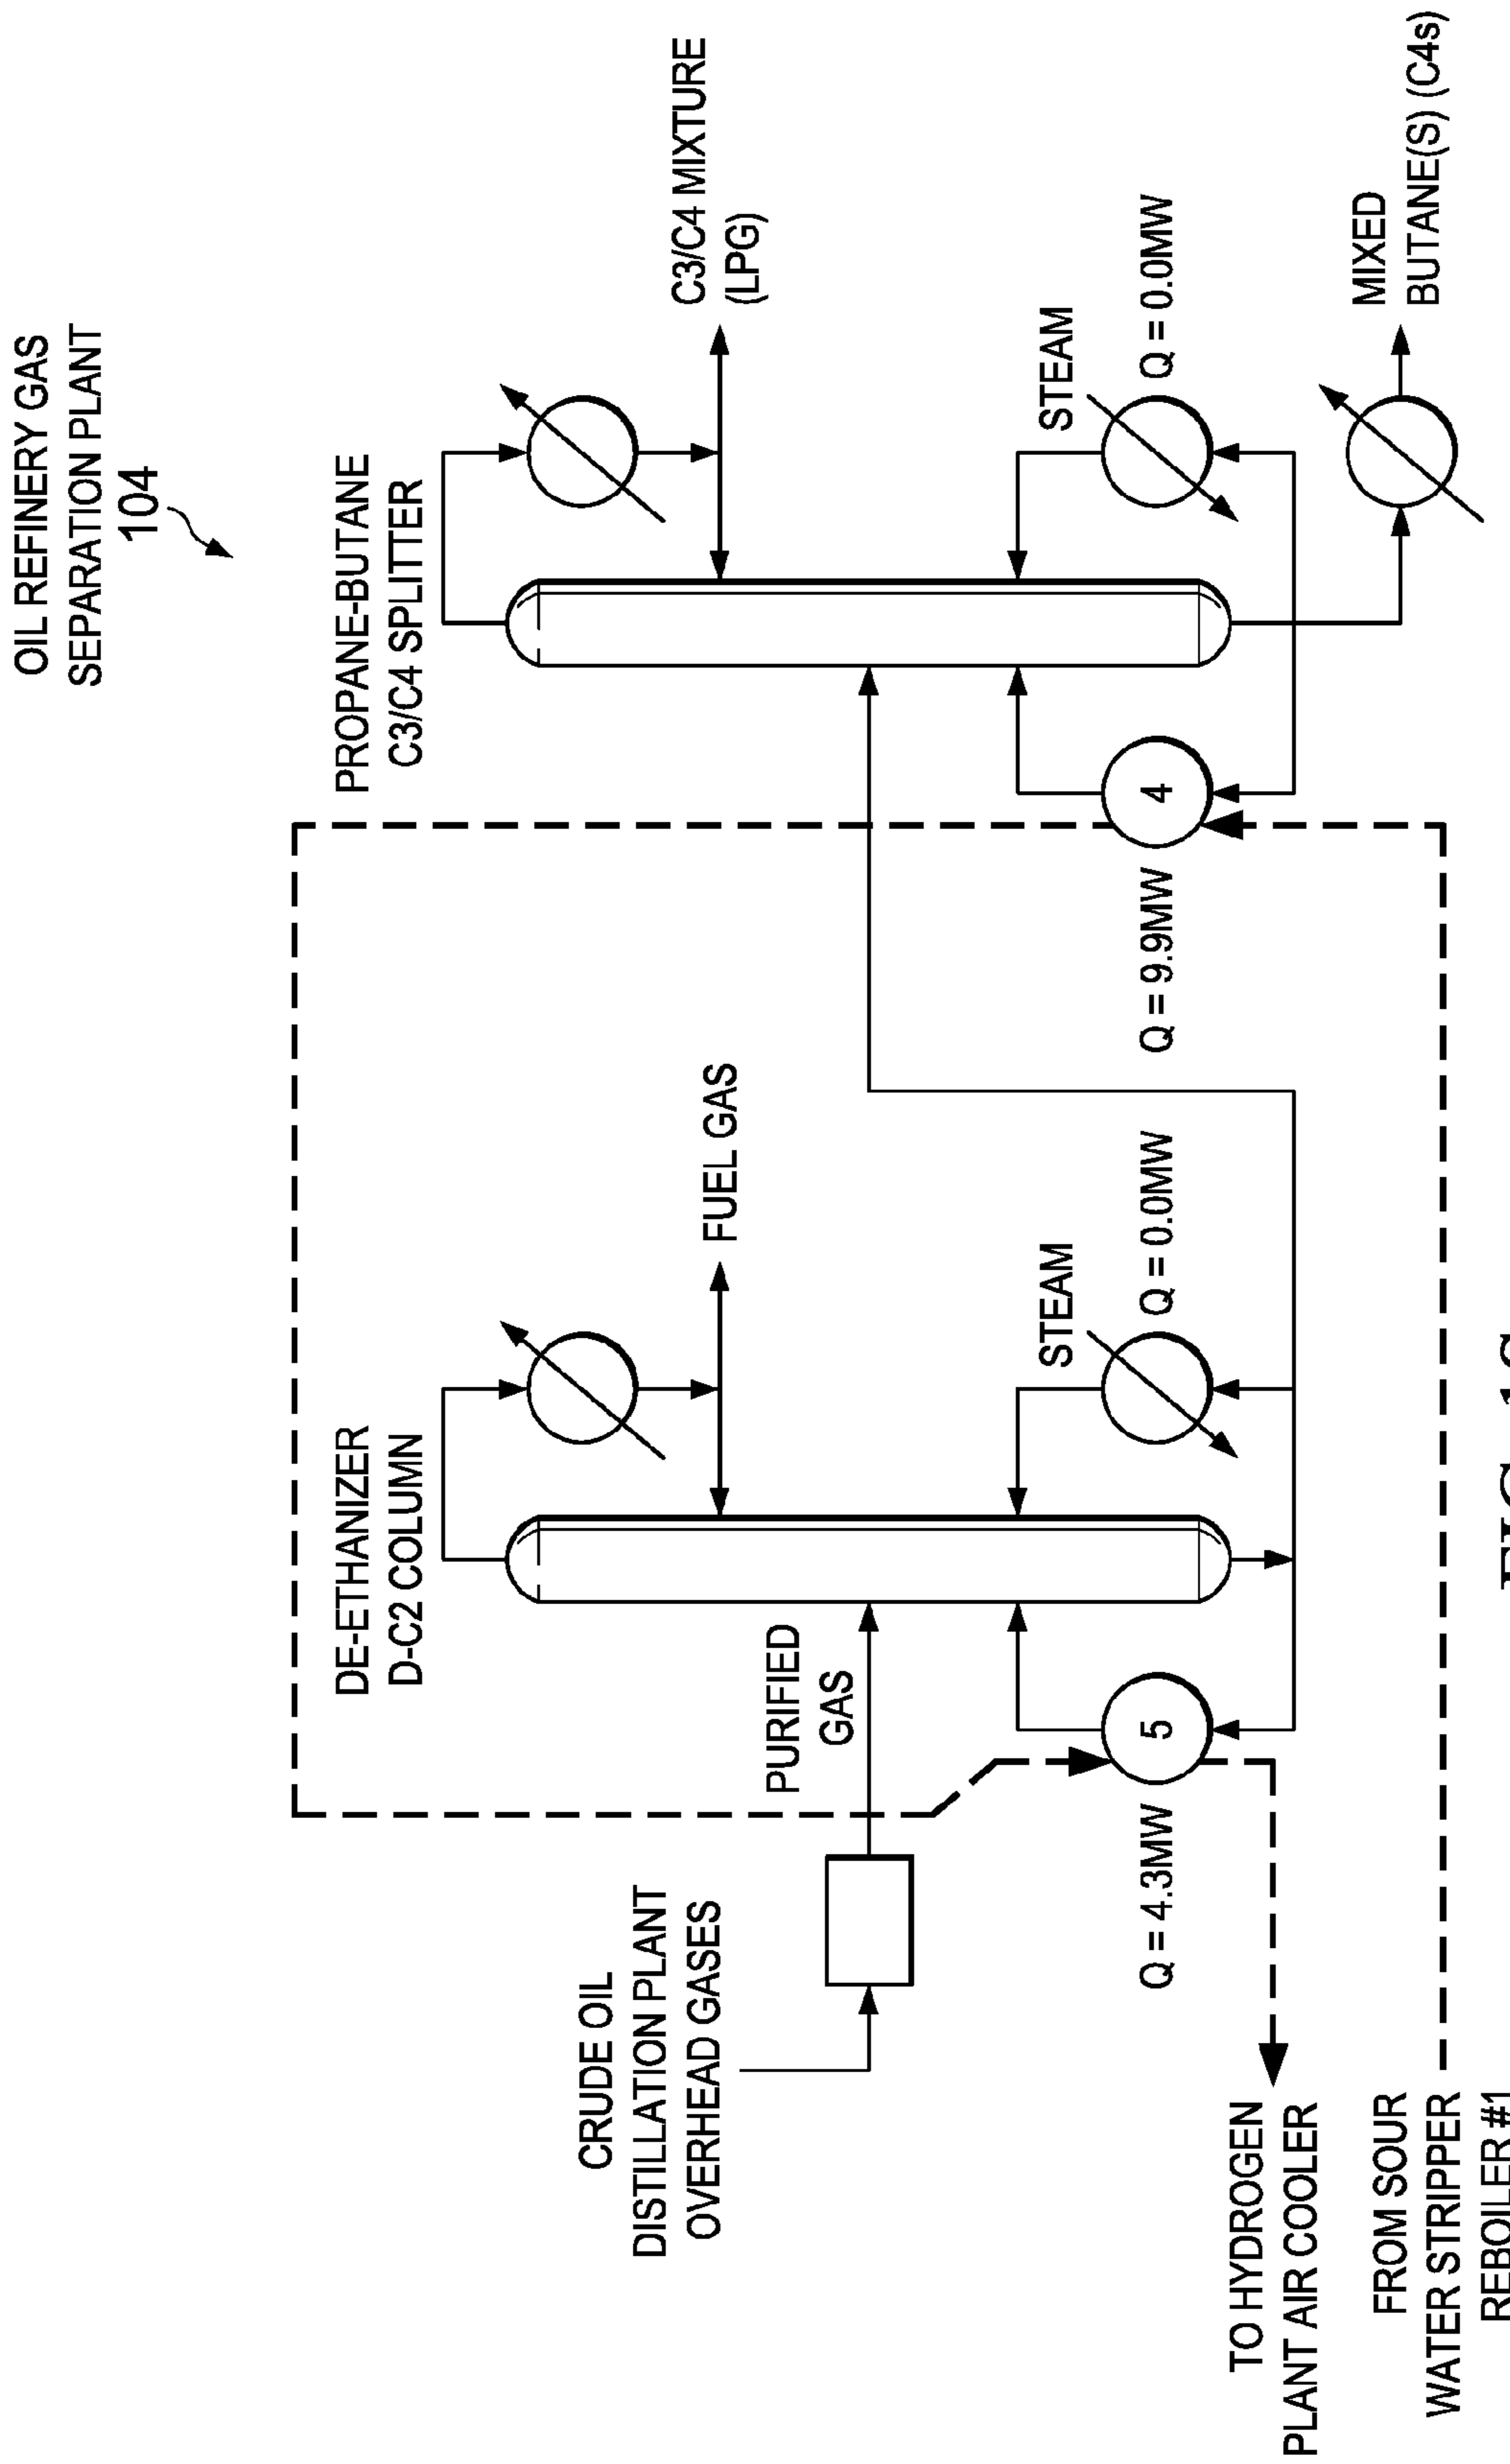 OIL REFINERY GAS
SEPARATION PLANT
104
PROPANE-BUTANE
C3/C4 SPLITTER
C3/C4 MIXTURE
(LPG)
STEAM
Q = 0.0MW
MIXED
BUTANE(S) (C4s)
4
Q = 9.9MW
DE-ETHANIZER
D-C2 COLUMN
FUEL GAS
STEAM
Q = 0.0MW
PURIFIED
GAS
5
Q = 4.3MW
CRUDE OIL
DISTILLATION PLANT
OVERHEAD GASES
TO HYDROGEN
PLANT AIR COOLER
FROM SOUR
WATER STRIPPER
REBOILER #1